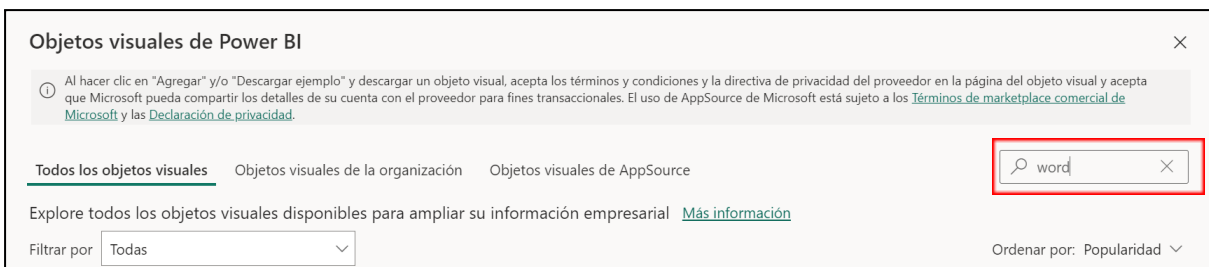 Objetos visuales de Power BI
Al hacer clic en "Agregar" y/o "Descargar ejemplo" y descargar un objeto visual, acepta los términos y condiciones y la directiva de privacidad del proveedor en la página del objeto visual y acepta
que Microsoft pueda compartir los detalles de su cuenta con el proveedor para fines transaccionales. El uso de AppSource de Microsoft está sujeto a los Términos de marketplace comercial de
Microsoft y las Declaración de privacidad.
Todos los objetos visuales Objetos visuales de la organización Objetos visuales de AppSource word
Explore todos los objetos visuales disponibles para ampliar su información empresarial Más información
Filtrar por Todas Ordenar por: Popularidad